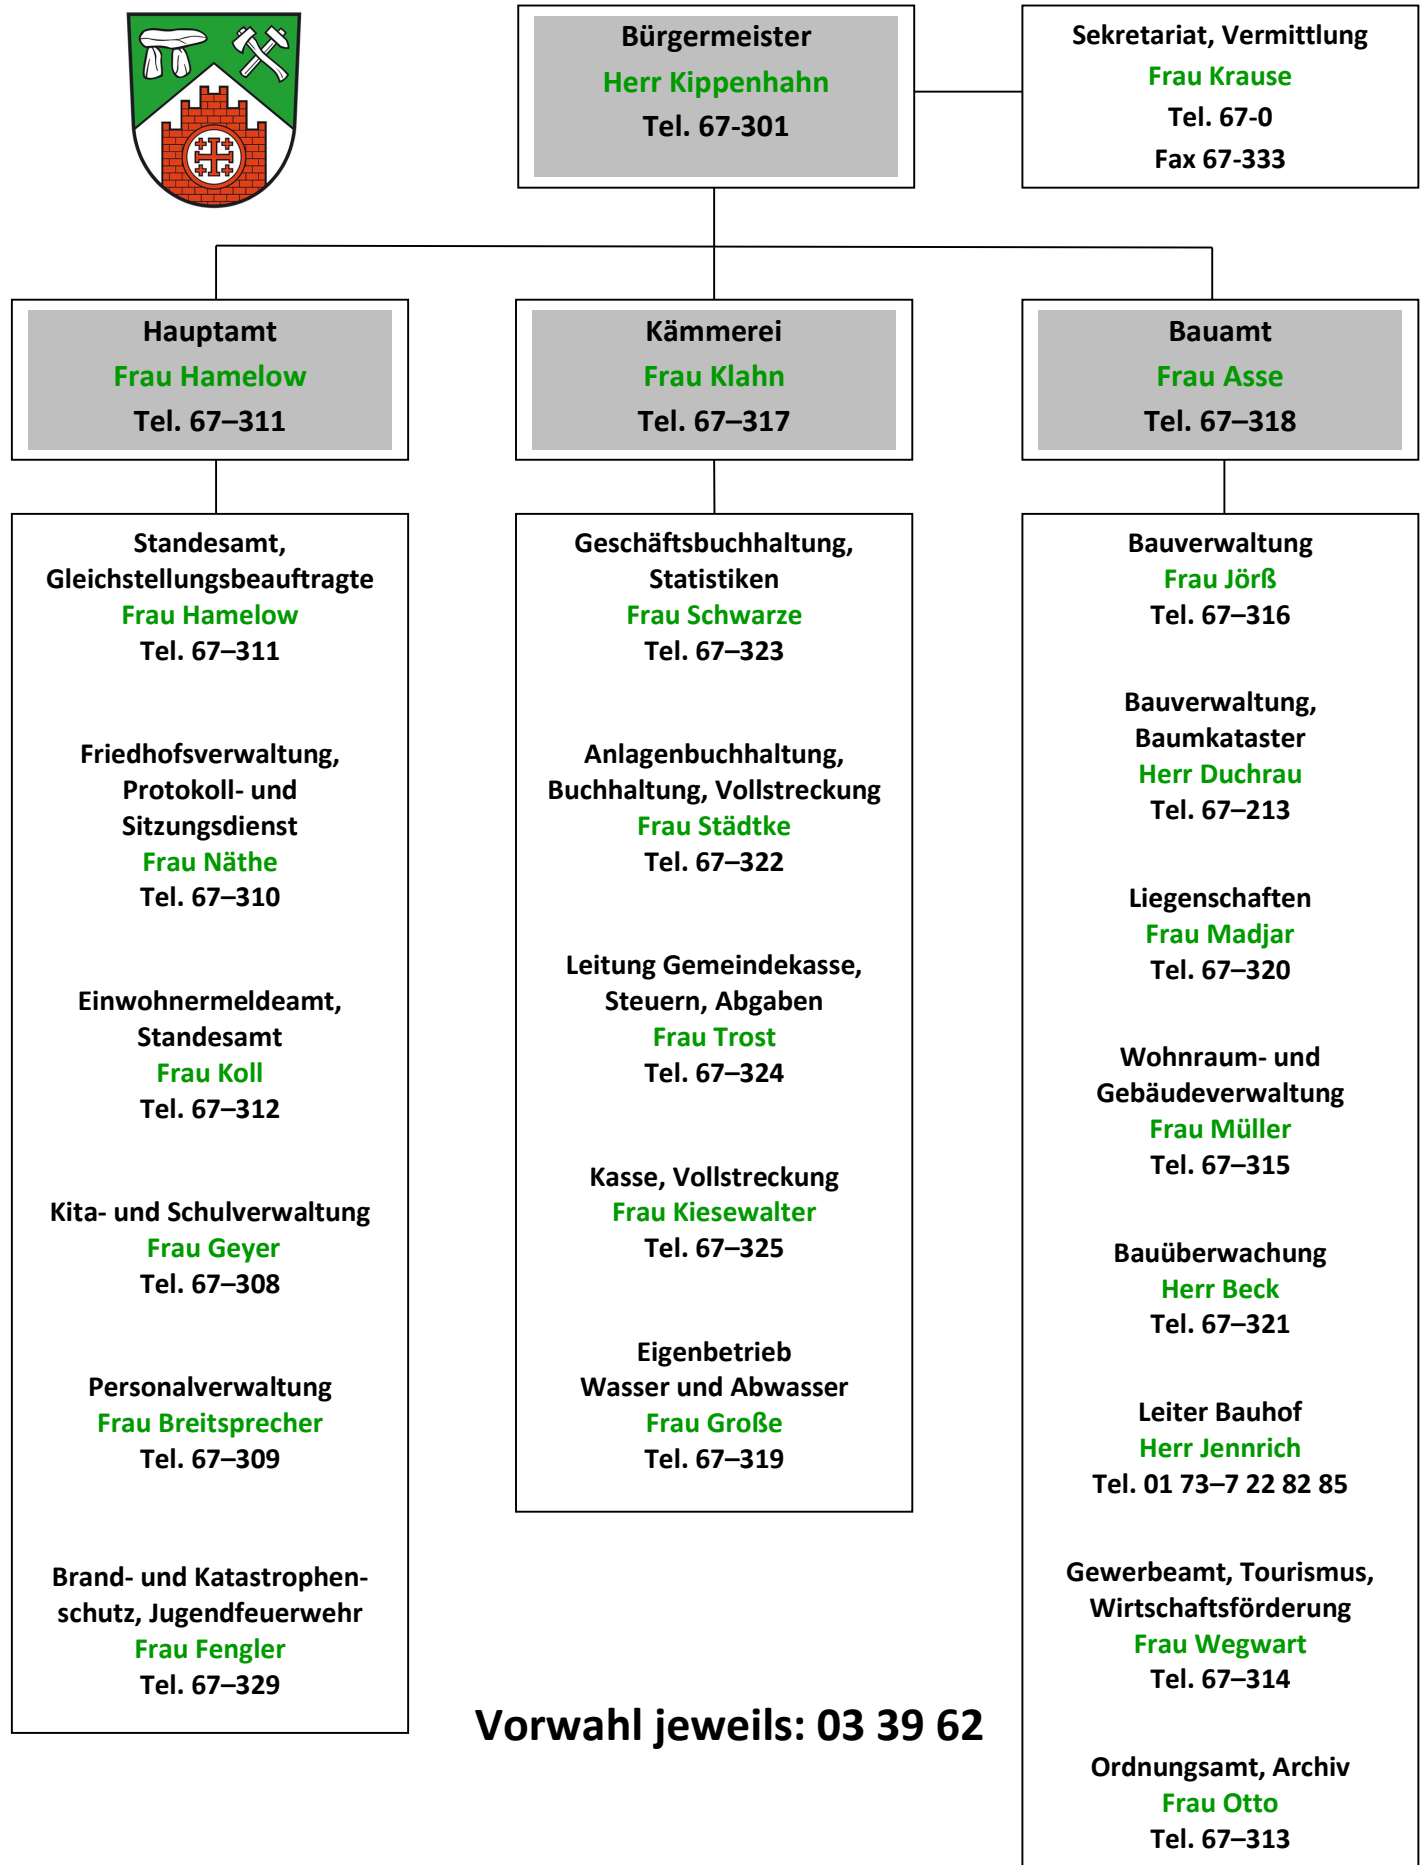 Bürgermeister
Herr Kippenhahn
Tel. 67-301
Sekretariat, Vermittlung
Frau Krause
Tel. 67-0
Fax 67-333
Hauptamt
Frau Hamelow
Tel. 67–311
Kämmerei
Frau Klahn
Tel. 67–317
Bauamt
Frau Asse
Tel. 67–318
Standesamt,
Gleichstellungsbeauftragte
Frau Hamelow
Tel. 67–311
Friedhofsverwaltung,
Protokoll- und
Sitzungsdienst
Frau Näthe
Tel. 67–310
Einwohnermeldeamt,
Standesamt
Frau Koll
Tel. 67–312
Kita- und Schulverwaltung
Frau Geyer
Tel. 67–308
Personalverwaltung
Frau Breitsprecher
Tel. 67–309
Brand- und Katastrophen-
schutz, Jugendfeuerwehr
Frau Fengler
Tel. 67–329
Geschäftsbuchhaltung,
Statistiken
Frau Schwarze
Tel. 67–323
Anlagenbuchhaltung,
Buchhaltung, Vollstreckung
Frau Städtke
Tel. 67–322
Leitung Gemeindekasse,
Steuern, Abgaben
Frau Trost
Tel. 67–324
Kasse, Vollstreckung
Frau Kiesewalter
Tel. 67–325
Eigenbetrieb
Wasser und Abwasser
Frau Große
Tel. 67–319
Bauverwaltung
Frau Jörß
Tel. 67–316
Bauverwaltung,
Baumkataster
Herr Duchrau
Tel. 67–213
Liegenschaften
Frau Madjar
Tel. 67–320
Wohnraum- und
Gebäudeverwaltung
Frau Müller
Tel. 67–315
Bauüberwachung
Herr Beck
Tel. 67–321
Leiter Bauhof
Herr Jennrich
Tel. 01 73–7 22 82 85
Gewerbeamt, Tourismus,
Wirtschaftsförderung
Frau Wegwart
Tel. 67–314
Ordnungsamt, Archiv
Frau Otto
Tel. 67–313
Vorwahl jeweils: 03 39 62